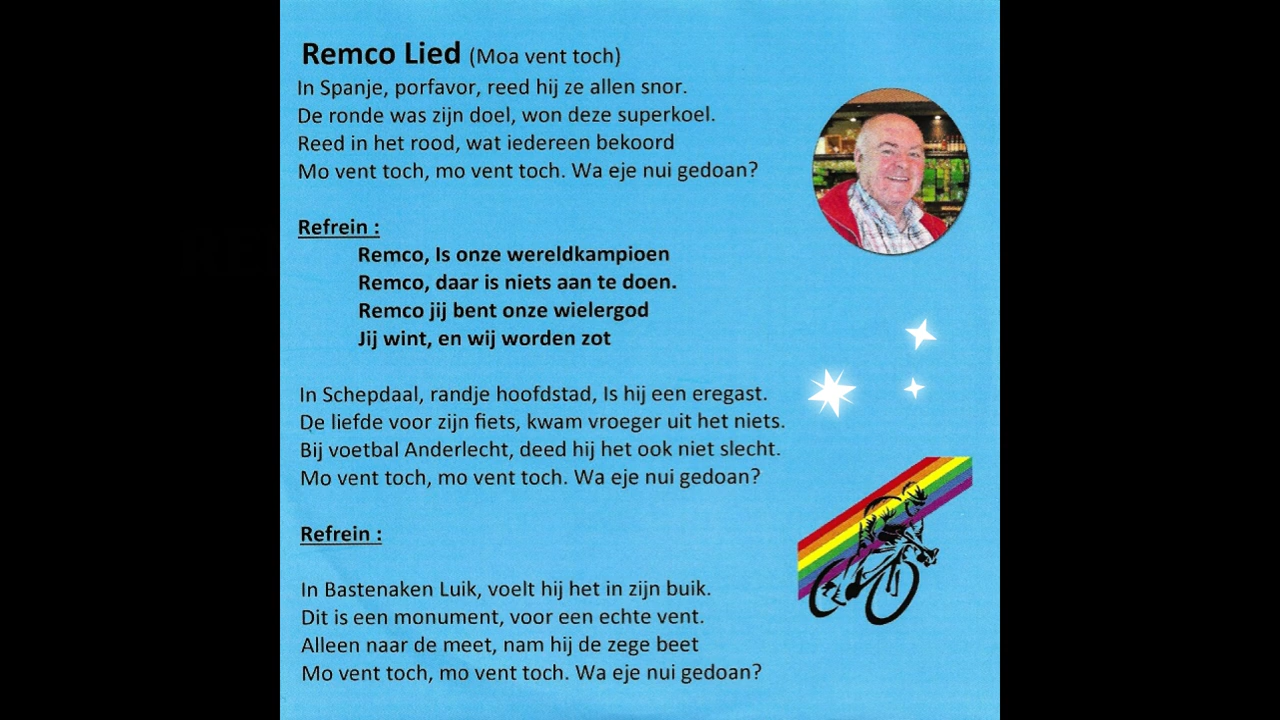 Remco Lied (Moa vent toch)
In Spanje, porfavor, reed hij ze allen snor.
De ronde was zijn doel, won deze superkoel.
Reed in het rood, wat iedereen bekoord
Mo vent toch, mo vent toch. Wa eje nui gedoan?
Refrein :
Remco, Is onze wereldkampioen
Remco, daar is niets aan te doen.
Remco jij bent onze wielergod
Jij wint, en wij worden zot
In Schepdaal, randje hoofdstad, Is hij een eregast.
De liefde voor zijn fiets, kwam vroeger uit het niets.
Bij voetbal Anderlecht, deed hij het ook niet slecht.
Mo vent toch, mo vent toch. Wa eje nui gedoan?
Refrein :
In Bastenaken Luik, voelt hij het in zijn buik.
Dit is een monument, voor een echte vent.
Alleen naar de meet, nam hij de zege beet
Mo vent toch, mo vent toch. Wa eje nui gedoan?